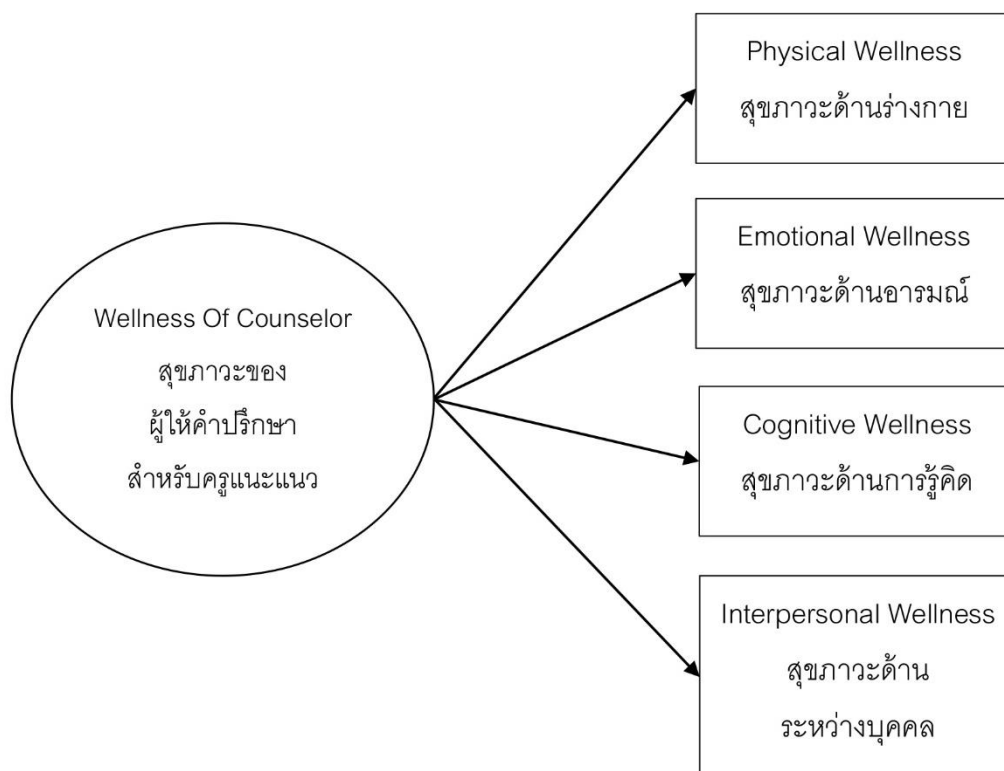 Physical Wellness
สุขภาวะด้านร่างกาย
Emotional Wellness
สุขภาวะด้านอารมณ์
Wellness Of Counselor
สุขภาวะของ
ผู้ให้คำปรึกษา
สำหรับครูแนะแนว
Cognitive Wellness
สุขภาวะด้านการรู้คิด
Interpersonal Wellness
สุขภาวะด้าน
ระหว่างบุคคล